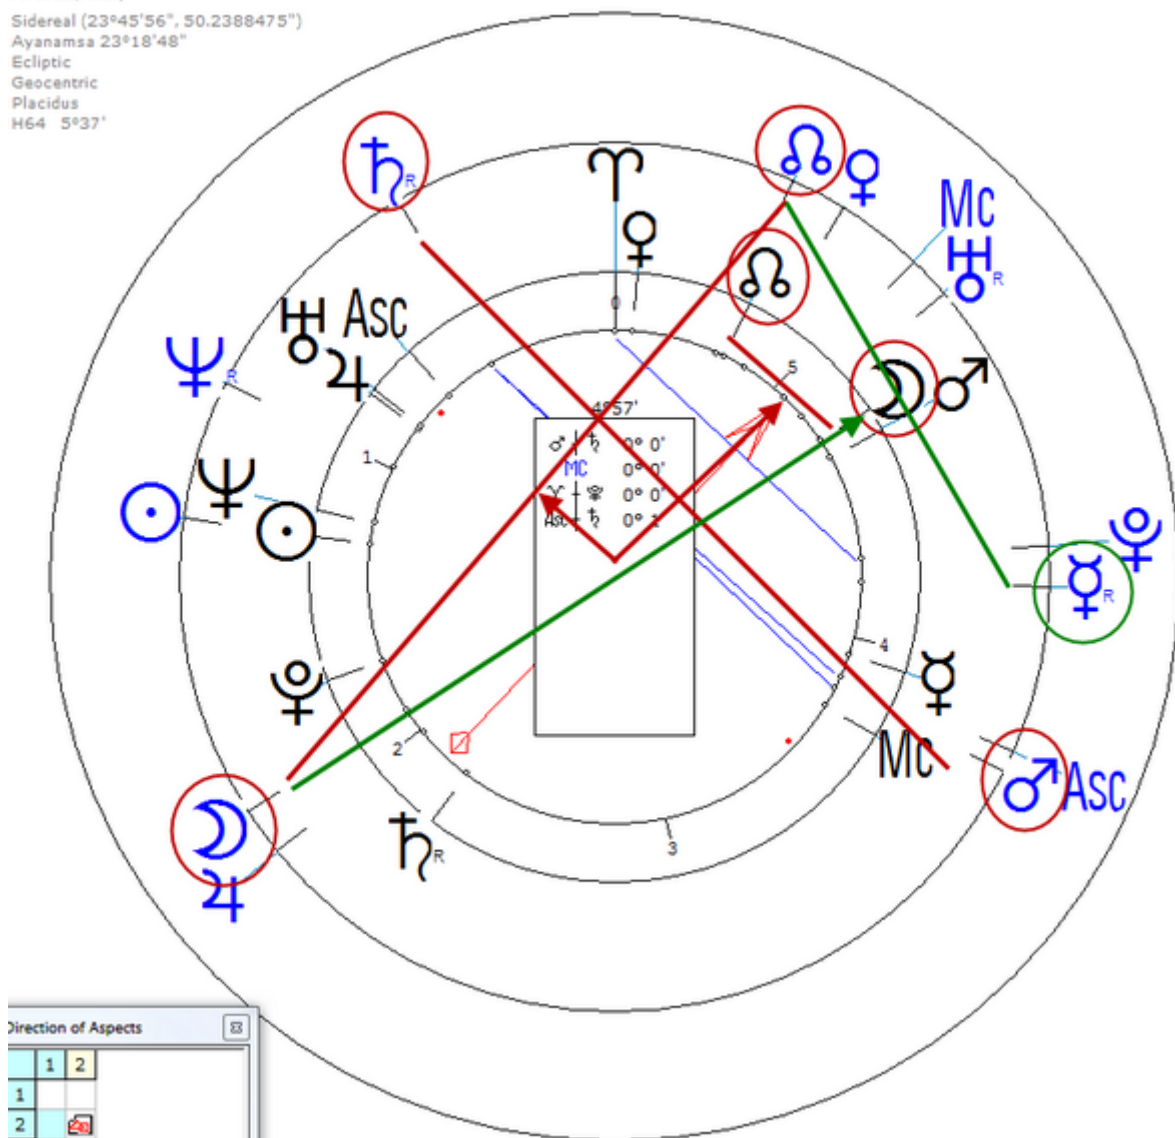 Sidereal (23°45'56", 50.2388475")
Ayanamsa 23°18'48"
Ecliptic
Geocentric
Placidus
H64 5°37'
♄ R
♈
☊ ♀
Mc
♅ R
♀
☊
♅ Asc
♃
♆ R
0
5
☽ ♂
4°57'
♂ ♄ 0° 0'
MC 0° 0'
♈ 0° 0'
Asc ♄ 0° 1'
1
☉ ♆ ☉
♇
☿ R
4
♇
☿
2
Mc
♂ Asc
☽
♃
♄ R
3
Direction of Aspects
1 2
1
2